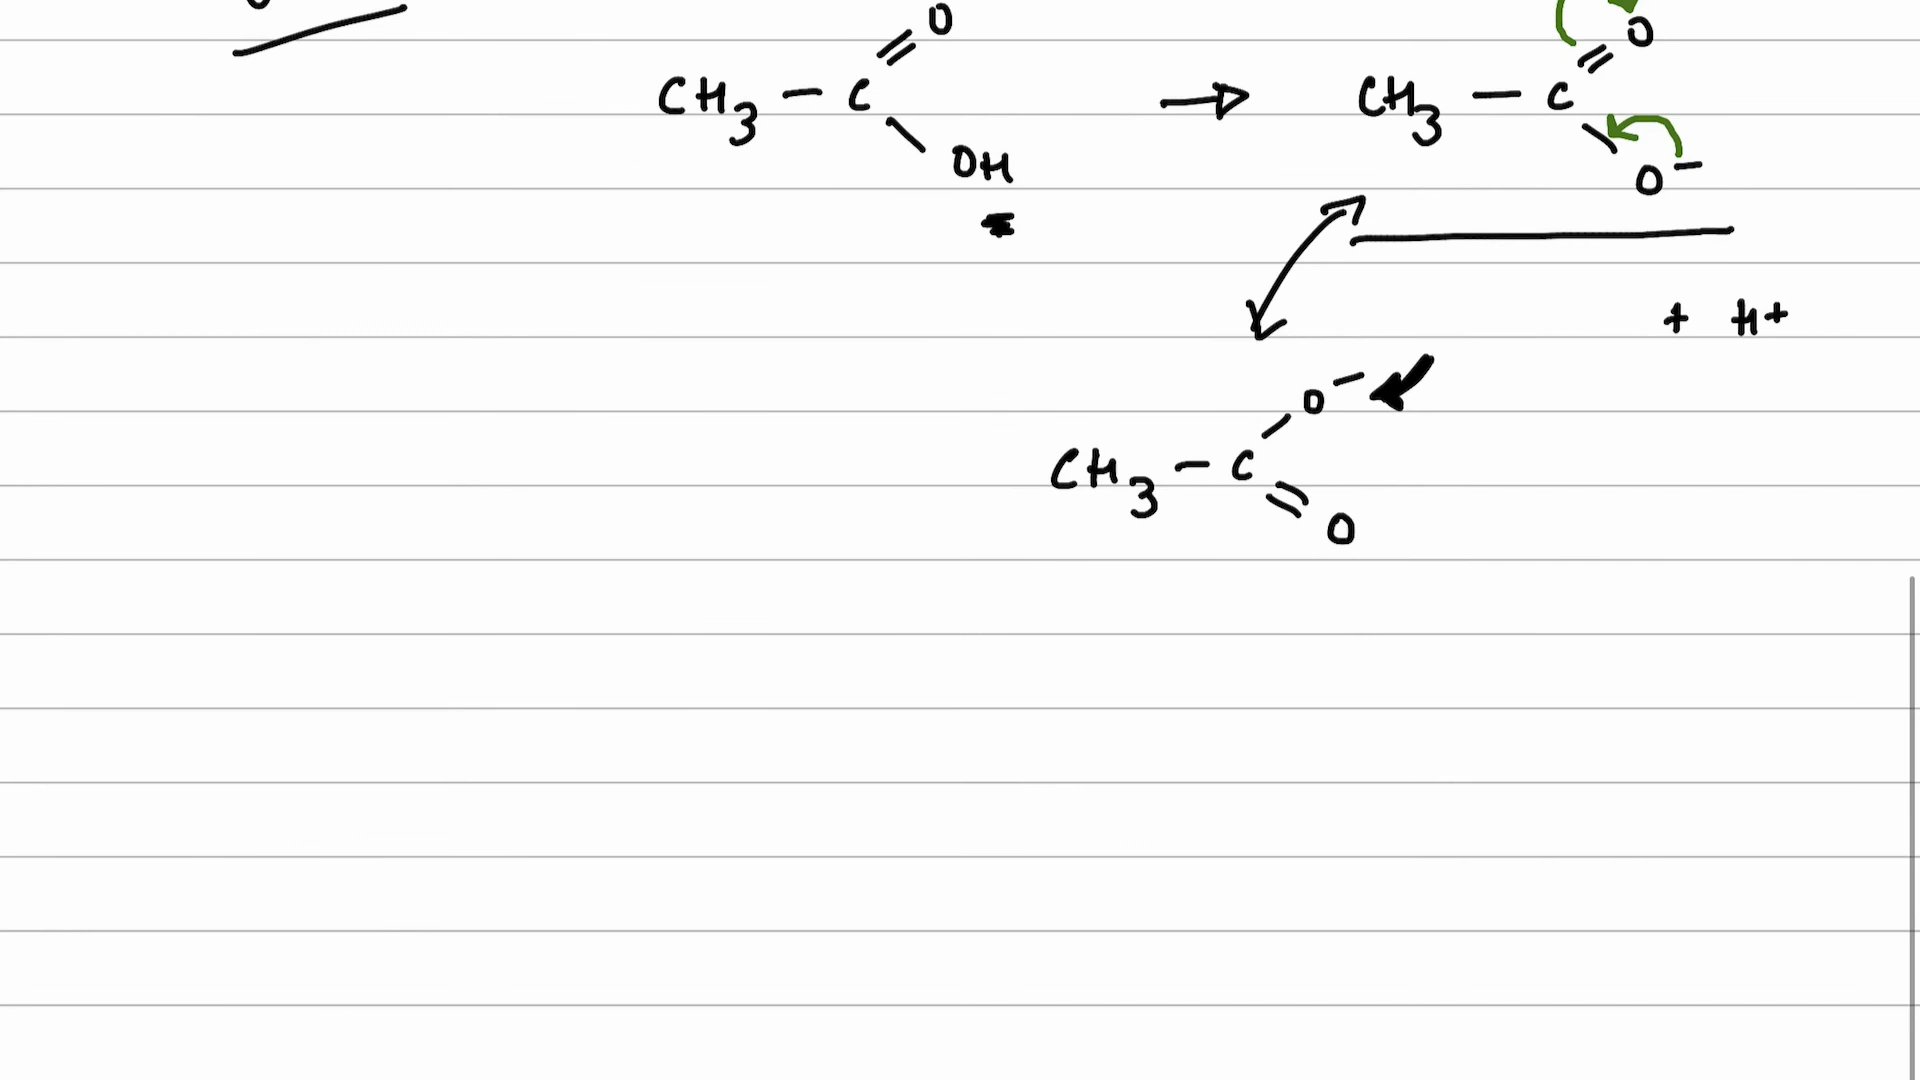 O O
CH3 — C → CH3 — C
OH O−
+ H+
O−
CH3 — C
O